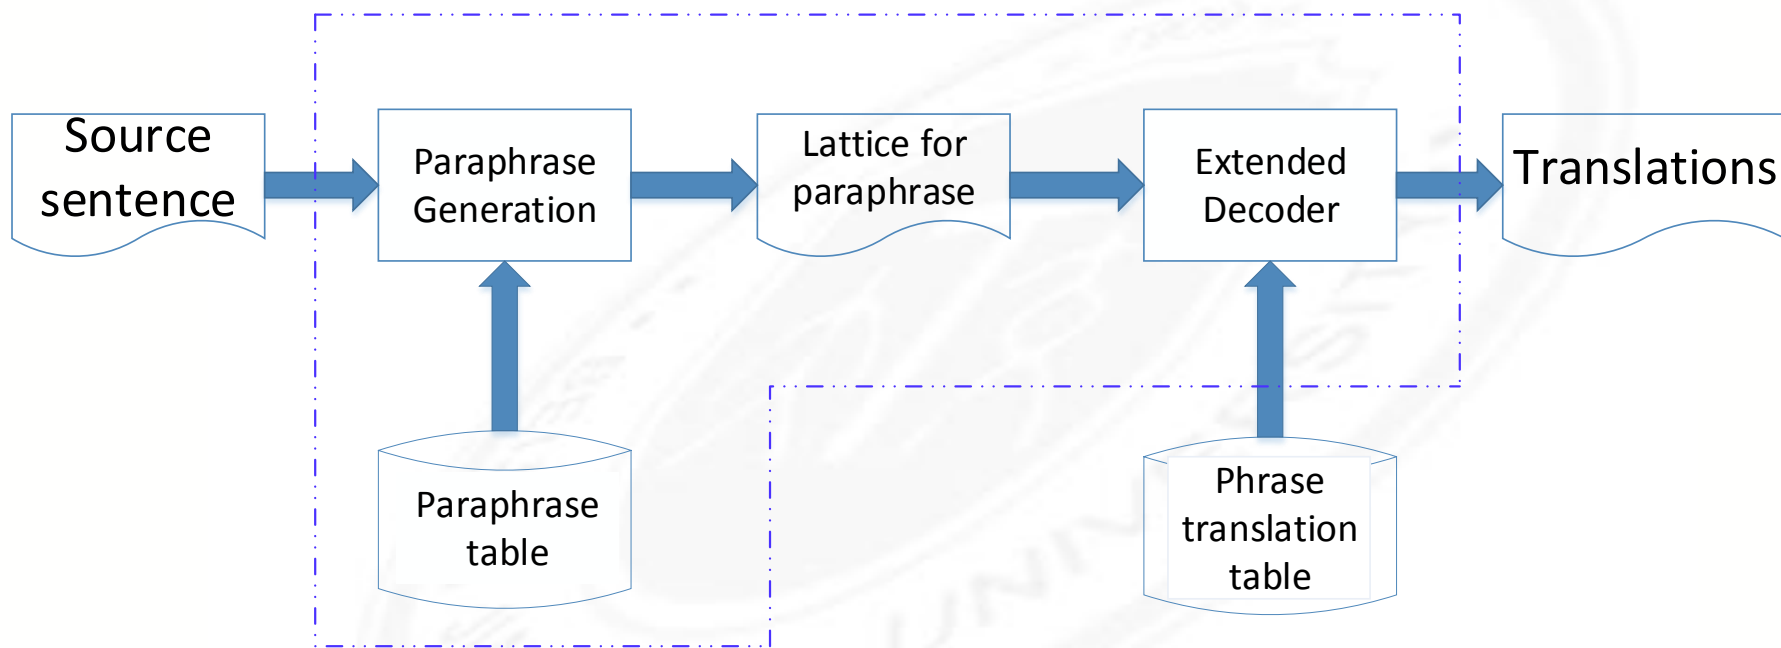 Source
sentence
Paraphrase
Generation
Lattice for
paraphrase
Extended
Decoder
Translations
Paraphrase
table
Phrase
translation
table